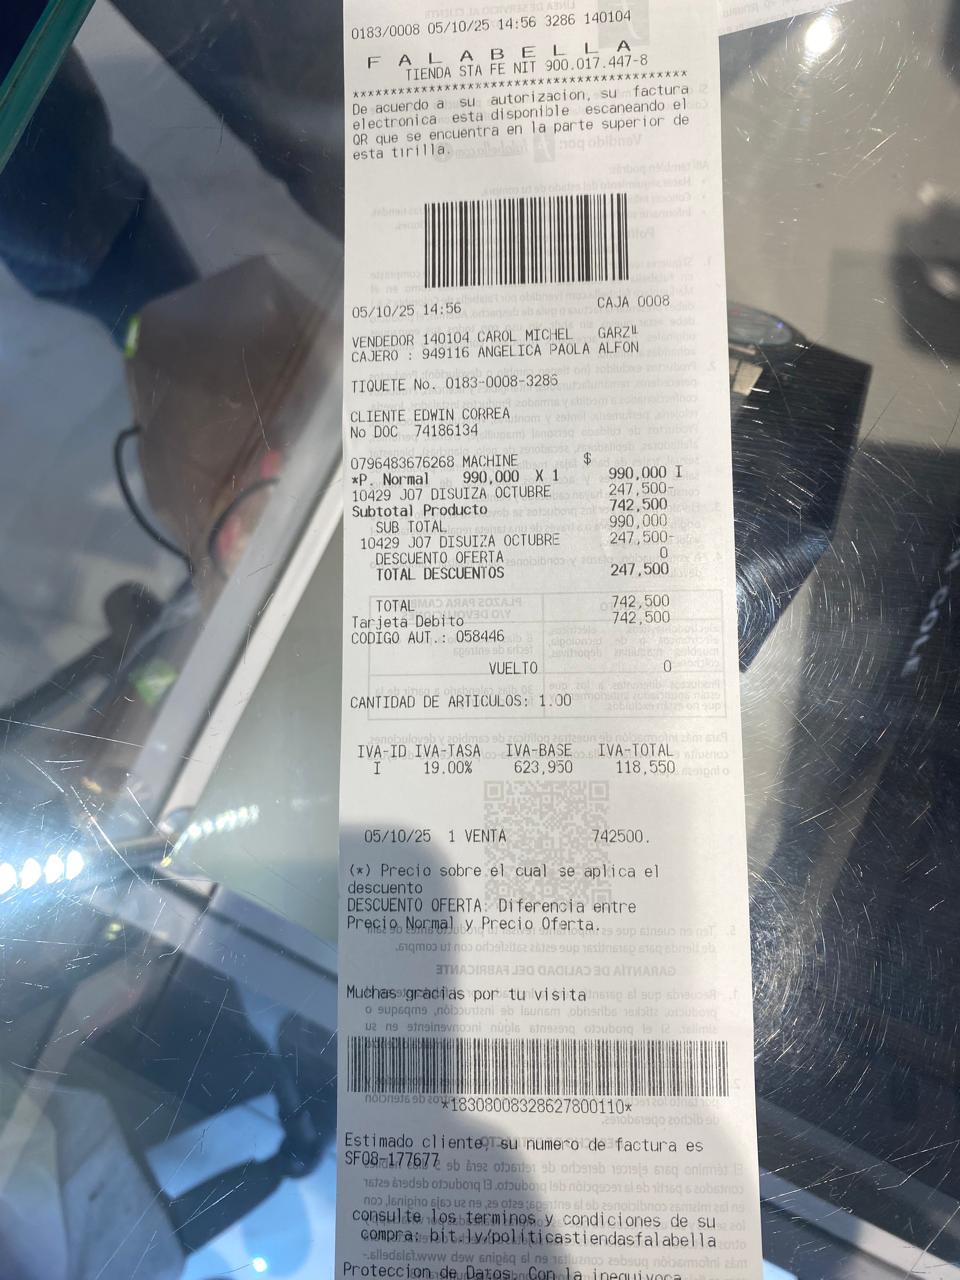 0183/0008 05/10/25 14:56 3286 140104
F A L A B E L L A
TIENDA STA FE NIT 900.017.447-8
******************************************
De acuerdo a su autorizacion, su factura
electronica esta disponible escaneando el
QR que se encuentra en la parte superior de
esta tirilla.
05/10/25 14:56 CAJA 0008
VENDEDOR 140104 CAROL MICHEL GARZ
CAJERO : 949116 ANGELICA PAOLA ALFON
TIQUETE No. 0183-0008-3286
CLIENTE EDWIN CORREA
No DOC 74186134
0796483676268 MACHINE $
*P. Normal 990,000 X 1 990,000 I
10429 J07 DISUIZA OCTUBRE 247,500-
Subtotal Producto 742,500
SUB TOTAL 990,000
10429 J07 DISUIZA OCTUBRE 247,500-
DESCUENTO OFERTA 0
TOTAL DESCUENTOS 247,500
TOTAL 742,500
Tarjeta Debito 742,500
CODIGO AUT.: 058446
VUELTO 0
CANTIDAD DE ARTICULOS: 1.00
IVA-ID IVA-TASA IVA-BASE IVA-TOTAL
I 19.00% 623,950 118,550
05/10/25 1 VENTA 742500.
(*) Precio sobre el cual se aplica el
descuento
DESCUENTO OFERTA: Diferencia entre
Precio Normal y Precio Oferta.
Muchas gracias por tu visita
*18308008328627800110*
Estimado cliente, su numero de factura es
SF08-177677
consulte los terminos y condiciones de su
compra: bit.ly/politicastiendasfalabella
Proteccion de Datos: Con la inequivoca